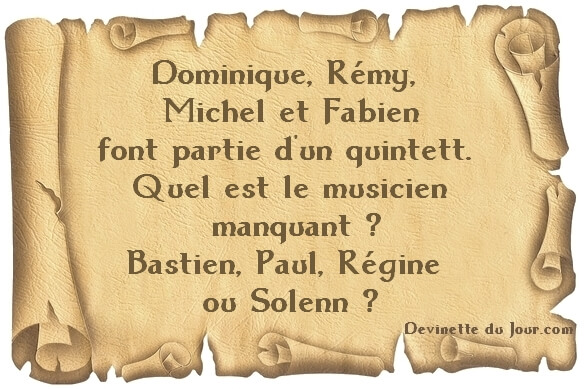 Dominique, Rémy,
Michel et Fabien
font partie d'un quintett.
Quel est le musicien
manquant ?
Bastien, Paul, Régine
ou Solenn ?
Devinette du Jour.com